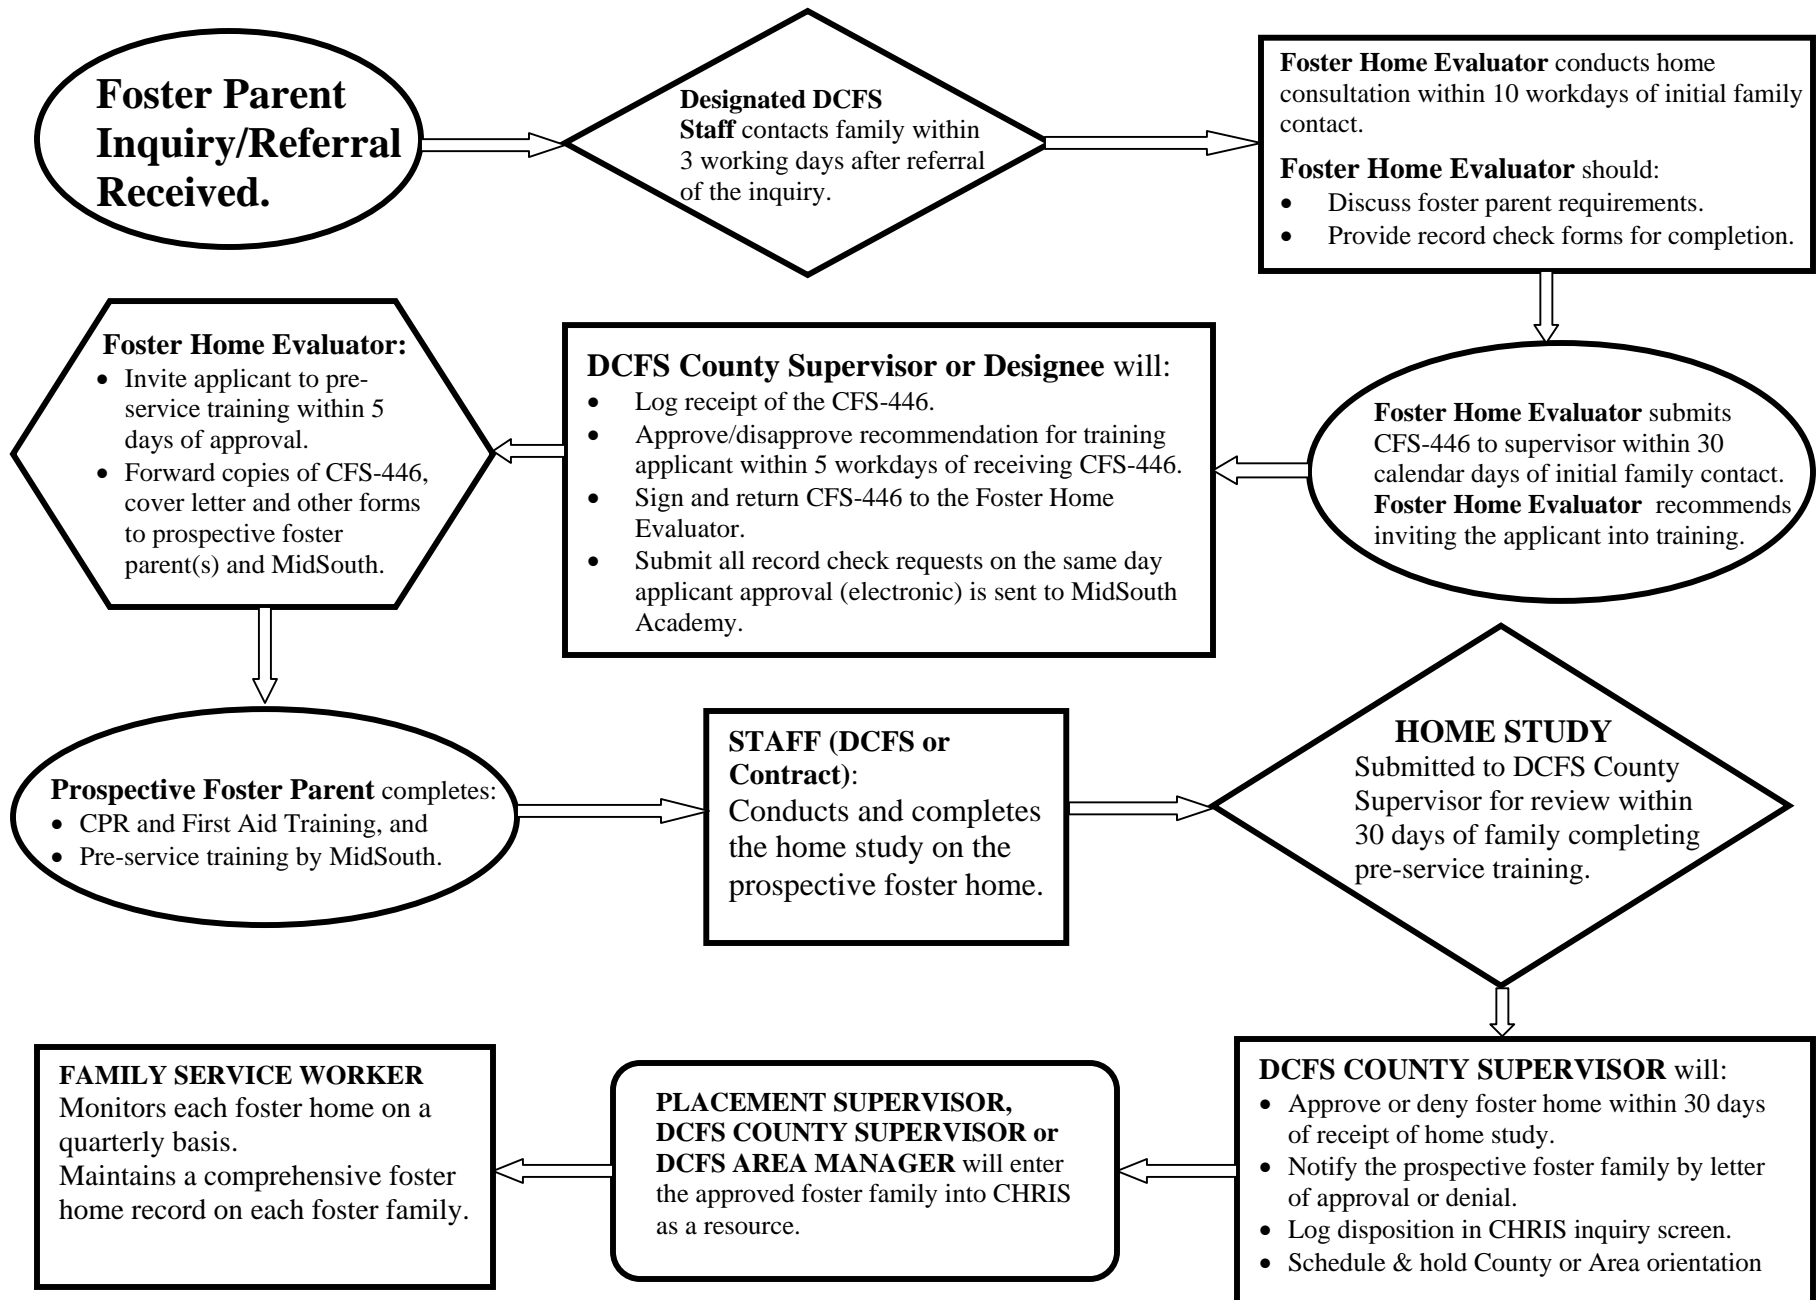 Foster Parent
Inquiry/Referral
Received.
Designated DCFS
Staff contacts family within
3 working days after referral
of the inquiry.
Foster Home Evaluator conducts home
consultation within 10 workdays of initial family
contact.
Foster Home Evaluator should:
• Discuss foster parent requirements.
• Provide record check forms for completion.
Foster Home Evaluator submits
CFS-446 to supervisor within 30
calendar days of initial family contact.
Foster Home Evaluator recommends
inviting the applicant into training.
DCFS County Supervisor or Designee will:
• Log receipt of the CFS-446.
• Approve/disapprove recommendation for training
applicant within 5 workdays of receiving CFS-446.
• Sign and return CFS-446 to the Foster Home
Evaluator.
• Submit all record check requests on the same day
applicant approval (electronic) is sent to MidSouth
Academy.
Foster Home Evaluator:
• Invite applicant to pre-
service training within 5
days of approval.
• Forward copies of CFS-446,
cover letter and other forms
to prospective foster
parent(s) and MidSouth.
Prospective Foster Parent completes:
• CPR and First Aid Training, and
• Pre-service training by MidSouth.
STAFF (DCFS or
Contract):
Conducts and completes
the home study on the
prospective foster home.
HOME STUDY
Submitted to DCFS County
Supervisor for review within
30 days of family completing
pre-service training.
DCFS COUNTY SUPERVISOR will:
• Approve or deny foster home within 30 days
of receipt of home study.
• Notify the prospective foster family by letter
of approval or denial.
• Log disposition in CHRIS inquiry screen.
• Schedule & hold County or Area orientation
PLACEMENT SUPERVISOR,
DCFS COUNTY SUPERVISOR or
DCFS AREA MANAGER will enter
the approved foster family into CHRIS
as a resource.
FAMILY SERVICE WORKER
Monitors each foster home on a
quarterly basis.
Maintains a comprehensive foster
home record on each foster family.